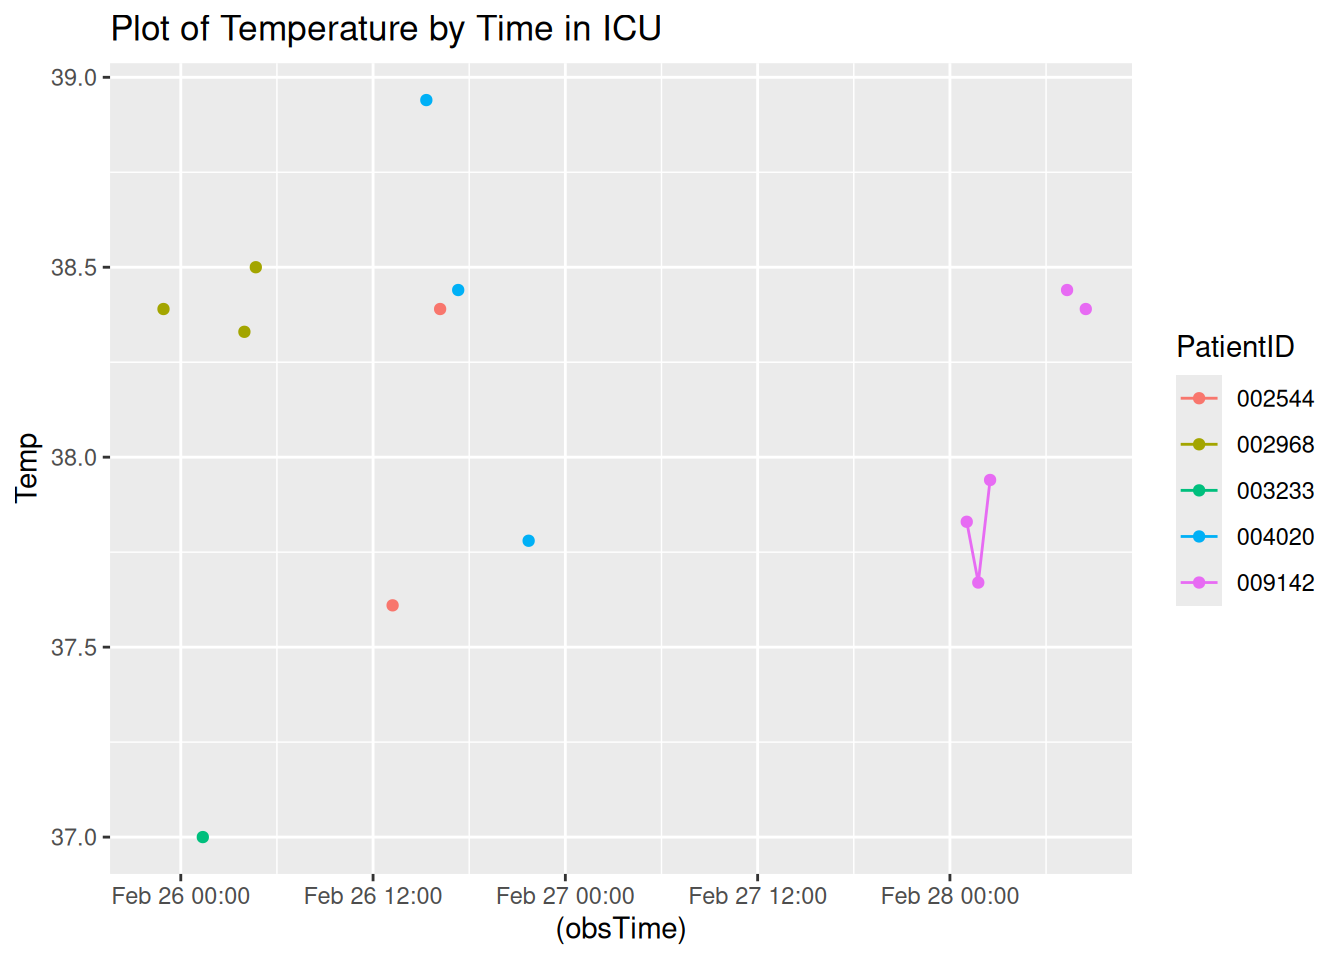 Plot of Temperature by Time in ICU
39.0
38.5
38.0
37.5
37.0
Temp
Feb 26 00:00
Feb 26 12:00
Feb 27 00:00
Feb 27 12:00
Feb 28 00:00
(obsTime)
PatientID
002544
002968
003233
004020
009142